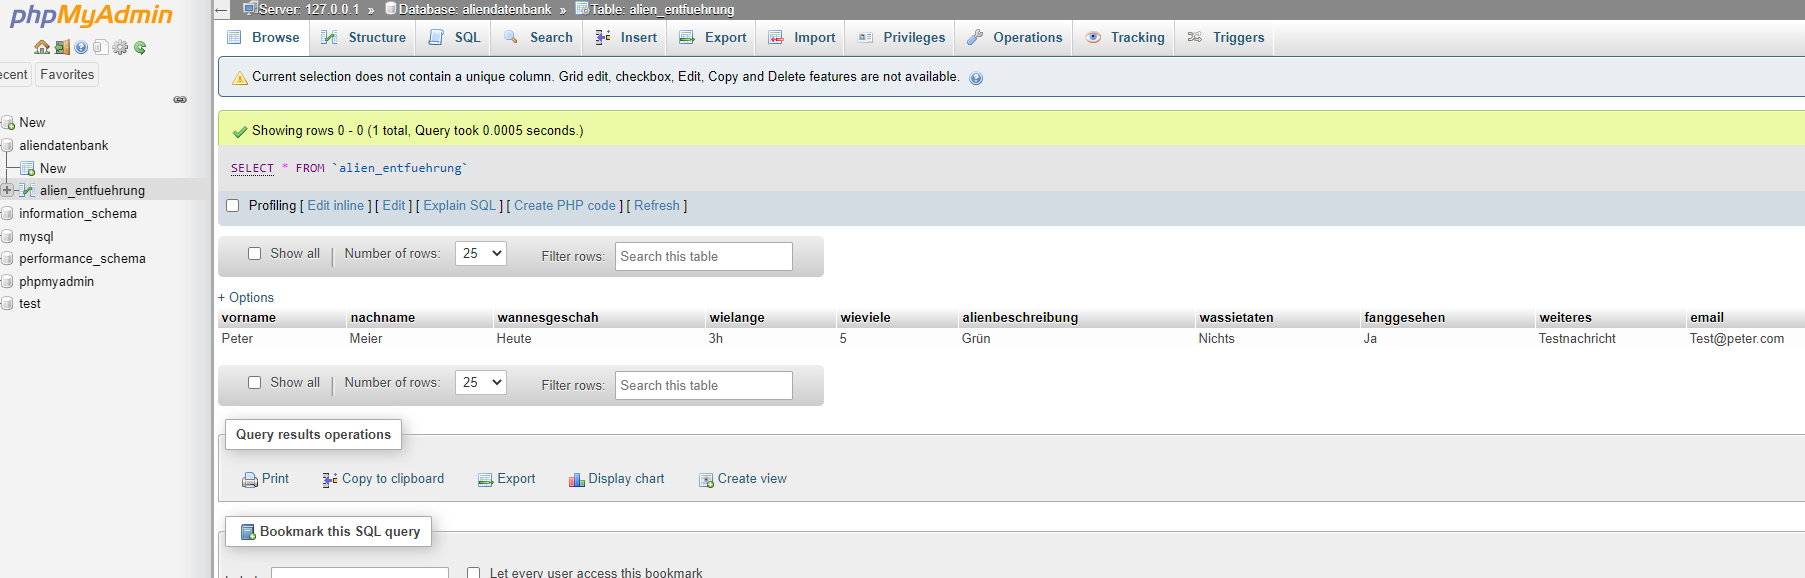 phpMyAdmin
Server: 127.0.0.1 » Database: aliendatenbank » Table: alien_entfuehrung
Browse Structure SQL Search Insert Export Import Privileges Operations Tracking Triggers
ecent Favorites
Current selection does not contain a unique column. Grid edit, checkbox, Edit, Copy and Delete features are not available.
New
aliendatenbank
New
alien_entfuehrung
information_schema
mysql
performance_schema
phpmyadmin
test
Showing rows 0 - 0 (1 total, Query took 0.0005 seconds.)
SELECT * FROM `alien_entfuehrung`
Profiling [ Edit inline ] [ Edit ] [ Explain SQL ] [ Create PHP code ] [ Refresh ]
Show all | Number of rows: 25 Filter rows: Search this table
+ Options
vorname nachname wannesgeschah wielange wieviele alienbeschreibung wassietaten fanggesehen weiteres email
Peter Meier Heute 3h 5 Grün Nichts Ja Testnachricht Test@peter.com
Show all | Number of rows: 25 Filter rows: Search this table
Query results operations
Print Copy to clipboard Export Display chart Create view
Bookmark this SQL query
Let every user access this bookmark